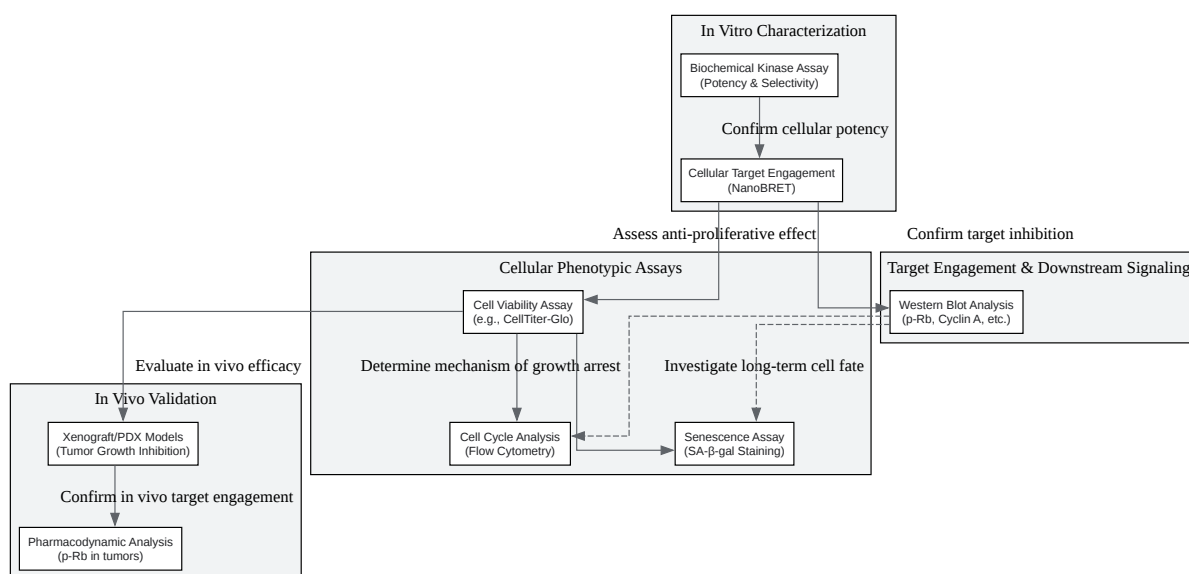 In Vitro Characterization
Biochemical Kinase Assay
(Potency & Selectivity)
Confirm cellular potency
Cellular Target Engagement
(NanoBRET)
Assess anti-proliferative effect
Confirm target inhibition
Cellular Phenotypic Assays
Target Engagement & Downstream Signaling
Cell Viability Assay
(e.g., CellTiter-Glo)
Western Blot Analysis
(p-Rb, Cyclin A, etc.)
Evaluate in vivo efficacy
Determine mechanism of growth arrest
Investigate long-term cell fate
In Vivo Validation
Xenograft/PDX Models
(Tumor Growth Inhibition)
Cell Cycle Analysis
(Flow Cytometry)
Senescence Assay
(SA-β-gal Staining)
Confirm in vivo target engagement
Pharmacodynamic Analysis
(p-Rb in tumors)